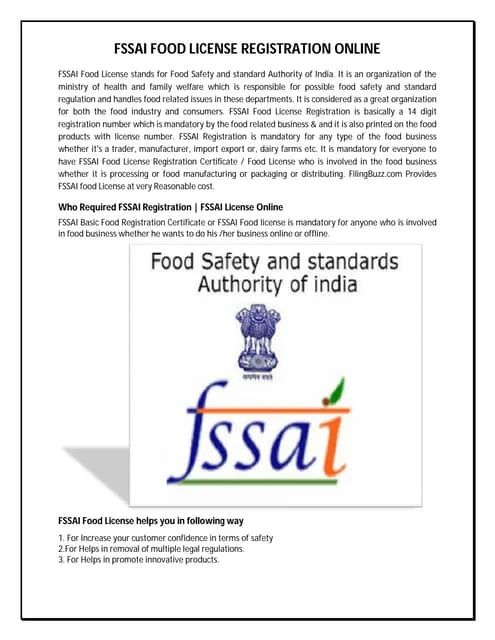 FSSAI FOOD LICENSE REGISTRATION ONLINE
FSSAI Food License stands for Food Safety and standard Authority of India. It is an organization of the
ministry of health and family welfare which is responsible for possible food safety and standard
regulation and handles food related issues in these departments. It is considered as a great organization
for both the food industry and consumers. FSSAI Food License Registration is basically a 14 digit
registration number which is mandatory by the food related business & and it is also printed on the food
products with license number. FSSAI Registration is mandatory for any type of the food business
whether it's a trader, manufacturer, import export or, dairy farms etc. It is mandatory for everyone to
have FSSAI Food License Registration Certificate / Food License who is involved in the food business
whether it is processing or food manufacturing or packaging or distributing. FilingBuzz.com Provides
FSSAI food License at very Reasonable cost.
Who Required FSSAI Registration | FSSAI License Online
FSSAI Basic Food Registration Certificate or FSSAI Food license is mandatory for anyone who is involved
in food business whether he wants to do his /her business online or offline.
Food Safety and standards
Authority of india
सत्यमेव जयते
fssai
FSSAI Food License helps you in following way
1. For Increase your customer confidence in terms of safety
2.For Helps in removal of multiple legal regulations.
3. For Helps in promote innovative products.